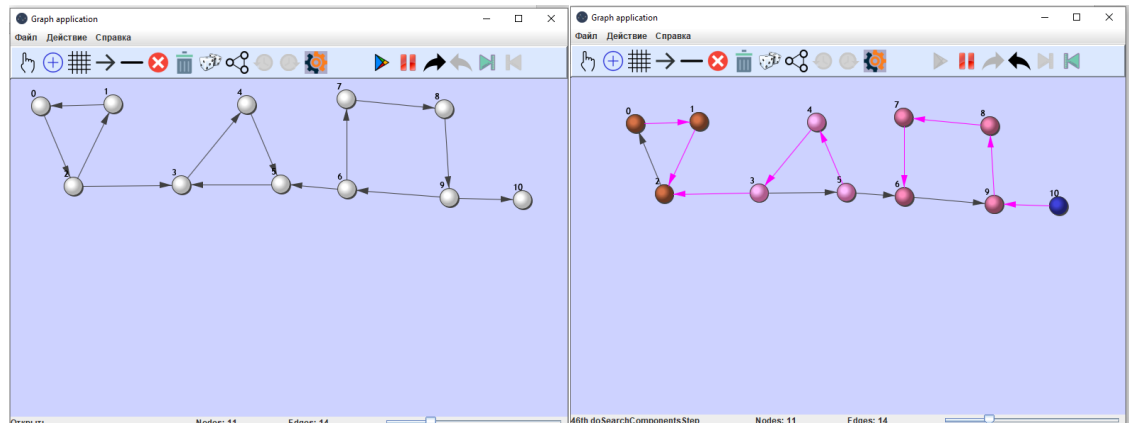 Graph application
Файл Действие Справка
0 1 4 7 8
2 3 5 6 9 10
Открыть Nodes: 11 Edges: 14
Graph application
Файл Действие Справка
0 1 4 7 8
2 3 5 6 9 10
46th doSearchComponentsStep Nodes: 11 Edges: 14